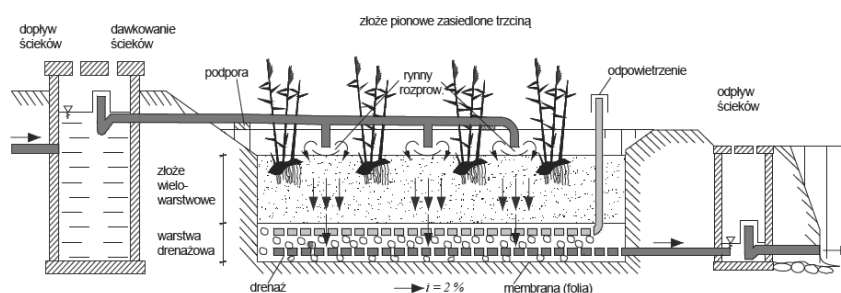 złoże pionowe zasiedlone trzciną
dopływ
ścieków
dawkowanie
ścieków
podpora
rynny
rozprow.
odpowietrzenie
odpływ
ścieków
złoże
wielo-
warstwowe
warstwa
drenażowa
drenaż
i = 2 %
membrana (folia)